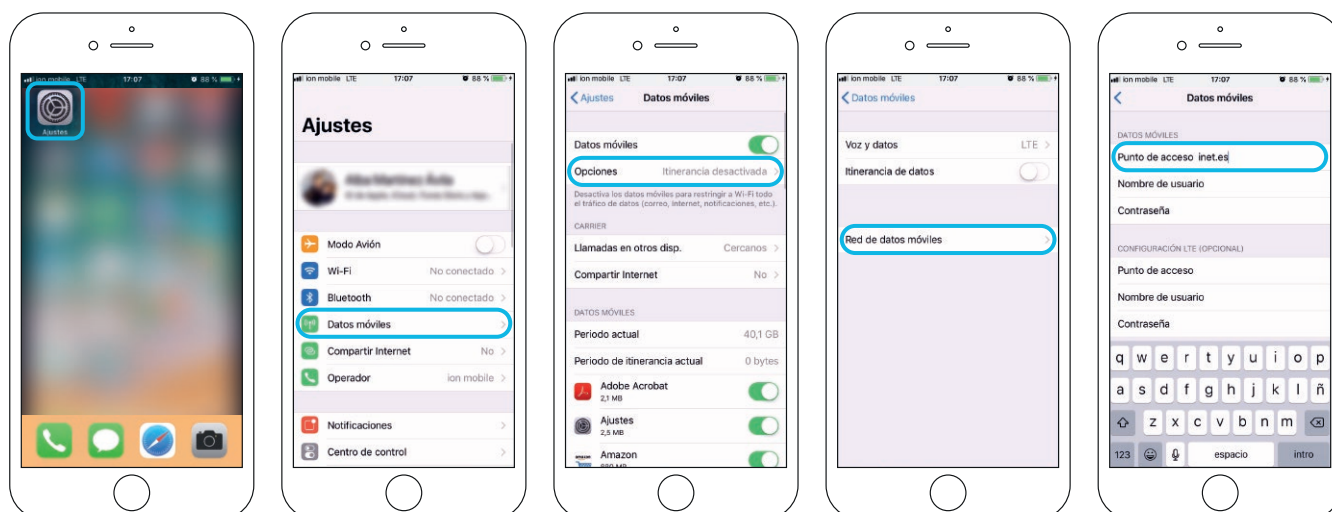 ion mobile LTE 17:07 88 %
Ajustes
ion mobile LTE 17:07 88 %
Ajustes
Modo Avión
Wi-Fi No conectado
Bluetooth No conectado
Datos móviles
Compartir Internet No
Operador ion mobile
Notificaciones
Centro de control
ion mobile LTE 17:07 88 %
Ajustes Datos móviles
Datos móviles
Opciones Itinerancia desactivada
Desactiva los datos móviles para restringir a Wi-Fi todo
el tráfico de datos (correo, internet, notificaciones, etc.).
CARRIER
Llamadas en otros disp. Cercanos
Compartir Internet No
DATOS MÓVILES
Periodo actual 40,1 GB
Periodo de itinerancia actual 0 bytes
Adobe Acrobat
2,1 MB
Ajustes
2,5 MB
Amazon
ion mobile LTE 17:07 88 %
Datos móviles
Voz y datos LTE
Itinerancia de datos
Red de datos móviles
ion mobile LTE 17:07 88 %
Datos móviles
DATOS MÓVILES
Punto de acceso inet.es
Nombre de usuario
Contraseña
CONFIGURACIÓN LTE (OPCIONAL)
Punto de acceso
Nombre de usuario
Contraseña
q w e r t y u i o p
a s d f g h j k l ñ
z x c v b n m
123 espacio intro